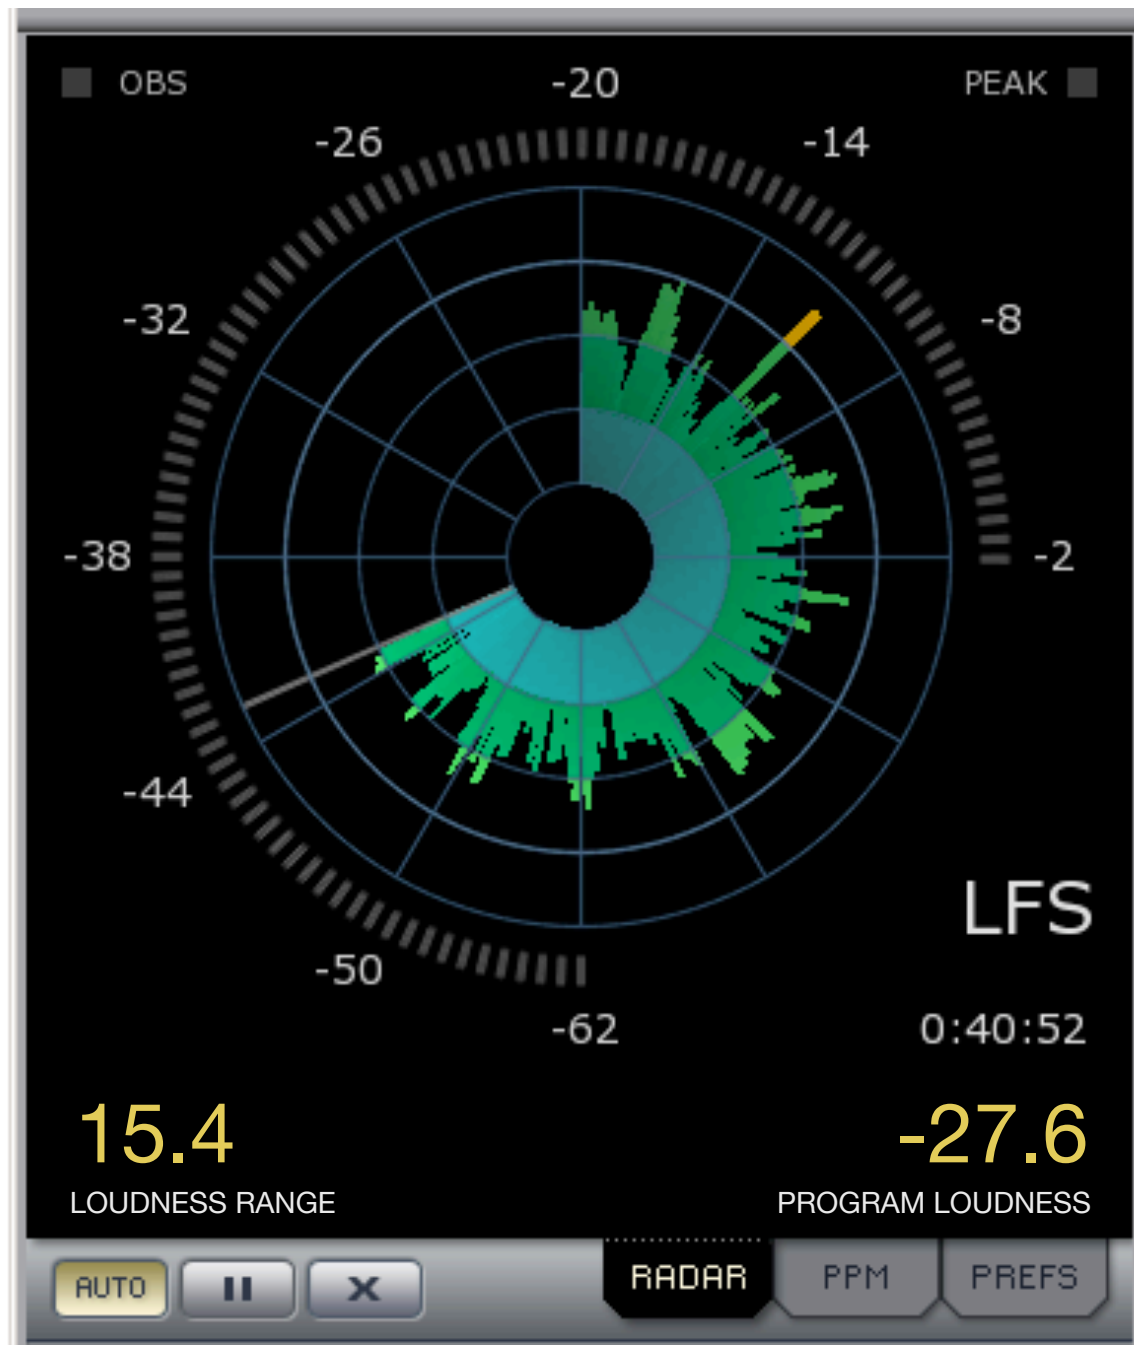 OBS
-20
PEAK
-26
-14
-32
-8
-38
-2
-44
LFS
-50
-62
0:40:52
15.4
-27.6
LOUDNESS RANGE
PROGRAM LOUDNESS
AUTO
X
RADAR
PPM
PREFS